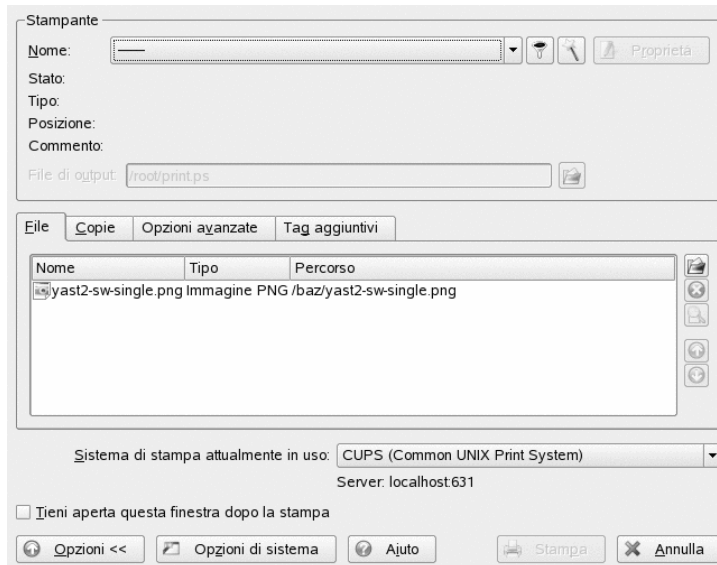 Stampante
Nome:
Proprietà
Stato:
Tipo:
Posizione:
Commento:
File di output: /root/print.ps
File Copie Opzioni avanzate Tag aggiuntivi
Nome Tipo Percorso
yast2-sw-single.png Immagine PNG /baz/yast2-sw-single.png
Sistema di stampa attualmente in uso: CUPS (Common UNIX Print System)
Server: localhost:631
Tieni aperta questa finestra dopo la stampa
Opzioni << Opzioni di sistema Aiuto Stampa Annulla